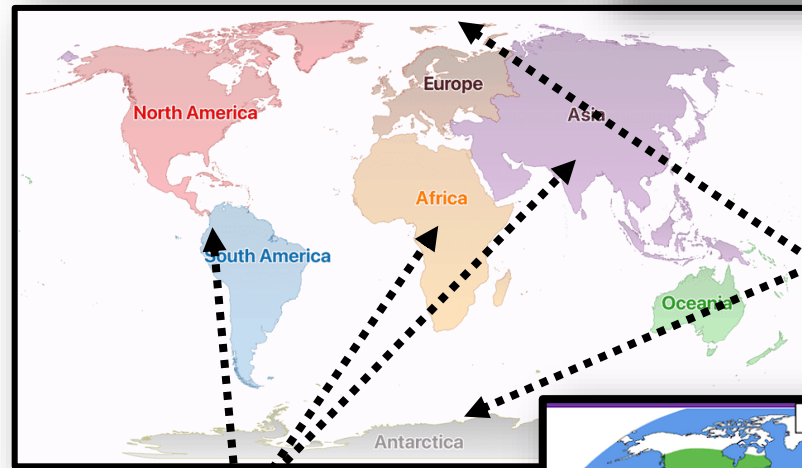 Europe
North America
Asia
Africa
South America
Oceania
Antarctica